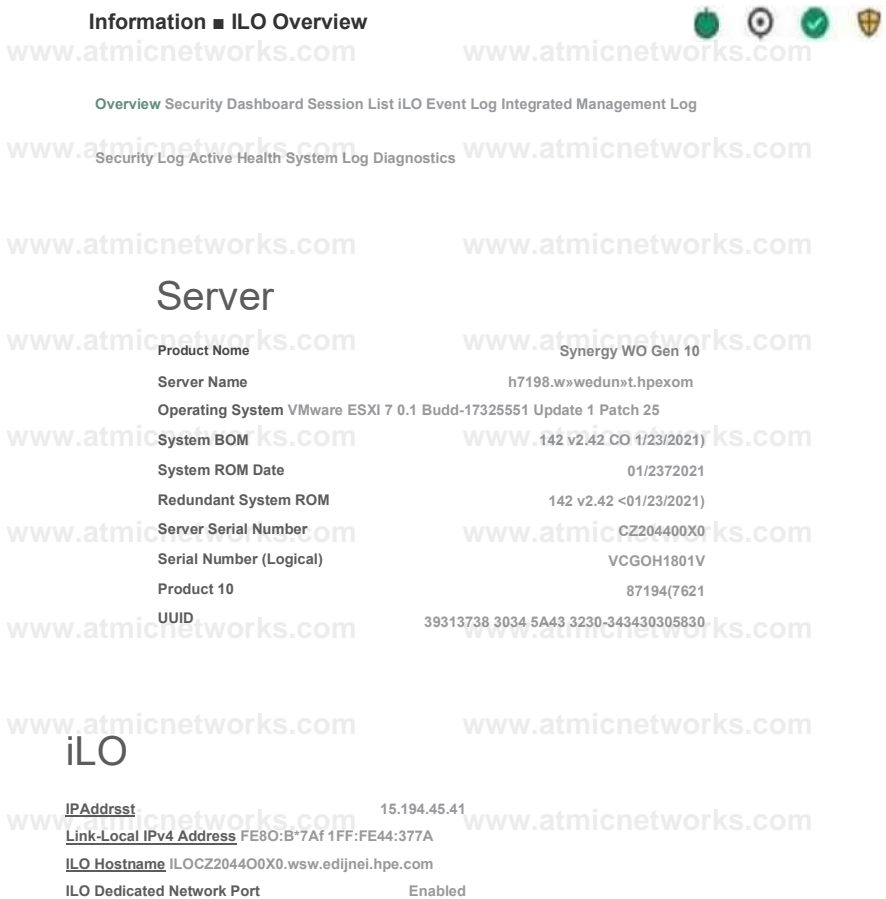 Information ■ ILO Overview
www.atmicnetworks.com www.atmicnetworks.com
Overview Security Dashboard Session List iLO Event Log Integrated Management Log
www.atmicnetworks.com www.atmicnetworks.com
Security Log Active Health System Log Diagnostics
www.atmicnetworks.com www.atmicnetworks.com
Server
www.atmicnetworks.com www.atmicnetworks.com
Product Nome Synergy WO Gen 10
Server Name h7198.w»wedun»t.hpexom
Operating System VMware ESXI 7 0.1 Budd-17325551 Update 1 Patch 25
www.atmicnetworks.com www.atmicnetworks.com
System BOM 142 v2.42 CO 1/23/2021)
System ROM Date 01/2372021
Redundant System ROM 142 v2.42 <01/23/2021)
www.atmicnetworks.com www.atmicnetworks.com
Server Serial Number CZ204400X0
Serial Number (Logical) VCGOH1801V
Product 10 87194(7621
UUID 39313738 3034 5A43 3230-343430305830
www.atmicnetworks.com www.atmicnetworks.com
www.atmicnetworks.com www.atmicnetworks.com
iLO
IPAddrsst 15.194.45.41
www.atmicnetworks.com www.atmicnetworks.com
Link-Local IPv4 Address FE8O:B*7Af 1FF:FE44:377A
ILO Hostname ILOCZ2044O0X0.wsw.edijnei.hpe.com
ILO Dedicated Network Port Enabled